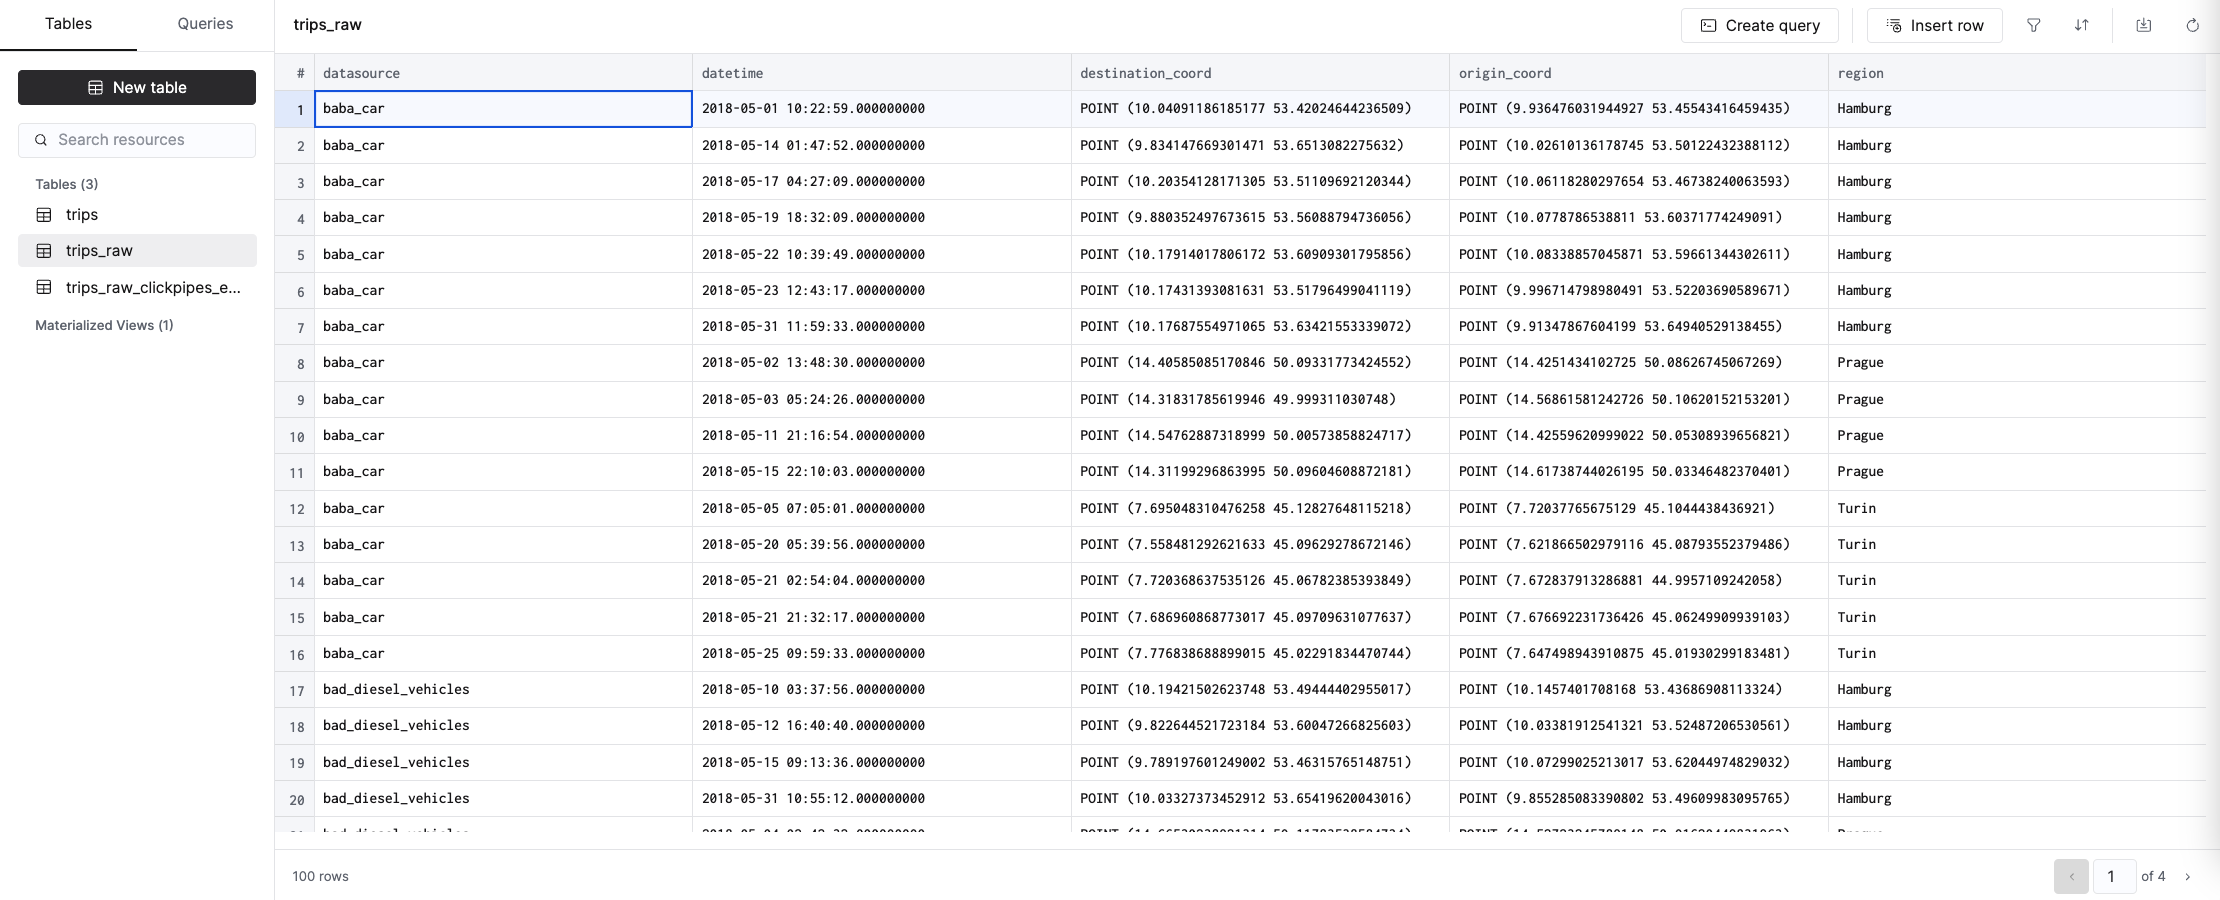 Tables Queries
New table
Search resources
Tables (3)
trips
trips_raw
trips_raw_clickpipes_e...
Materialized Views (1)
trips_raw
Create query Insert row
# datasource datetime destination_coord origin_coord region
1 baba_car 2018-05-01 10:22:59.000000000 POINT (10.04091186185177 53.42024644236509) POINT (9.936476031944927 53.45543416459435) Hamburg
2 baba_car 2018-05-14 01:47:52.000000000 POINT (9.834147669301471 53.6513082275632) POINT (10.02610136178745 53.50122432388112) Hamburg
3 baba_car 2018-05-17 04:27:09.000000000 POINT (10.20354128171305 53.51109692120344) POINT (10.06118280297654 53.46738240063593) Hamburg
4 baba_car 2018-05-19 18:32:09.000000000 POINT (9.880352497673615 53.56088794736056) POINT (10.0778786538811 53.60371774249091) Hamburg
5 baba_car 2018-05-22 10:39:49.000000000 POINT (10.17914017806172 53.60909301795856) POINT (10.08338857045871 53.59661344302611) Hamburg
6 baba_car 2018-05-23 12:43:17.000000000 POINT (10.17431393081631 53.51796499041119) POINT (9.996714798980491 53.52203690589671) Hamburg
7 baba_car 2018-05-31 11:59:33.000000000 POINT (10.17687554971065 53.63421553339072) POINT (9.91347867604199 53.64940529138455) Hamburg
8 baba_car 2018-05-02 13:48:30.000000000 POINT (14.40585085170846 50.09331773424552) POINT (14.4251434102725 50.08626745067269) Prague
9 baba_car 2018-05-03 05:24:26.000000000 POINT (14.31831785619946 49.999311030748) POINT (14.56861581242726 50.10620152153201) Prague
10 baba_car 2018-05-11 21:16:54.000000000 POINT (14.54762887318999 50.00573858824717) POINT (14.42559620999022 50.05308939656821) Prague
11 baba_car 2018-05-15 22:10:03.000000000 POINT (14.31199296863995 50.09604608872181) POINT (14.61738744026195 50.03346482370401) Prague
12 baba_car 2018-05-05 07:05:01.000000000 POINT (7.695048310476258 45.12827648115218) POINT (7.72037765675129 45.1044438436921) Turin
13 baba_car 2018-05-20 05:39:56.000000000 POINT (7.558481292621633 45.09629278672146) POINT (7.621866502979116 45.08793552379486) Turin
14 baba_car 2018-05-21 02:54:04.000000000 POINT (7.720368637535126 45.06782385393849) POINT (7.672837913286881 44.9957109242058) Turin
15 baba_car 2018-05-21 21:32:17.000000000 POINT (7.686960868773017 45.09709631077637) POINT (7.676692231736426 45.06249909939103) Turin
16 baba_car 2018-05-25 09:59:33.000000000 POINT (7.776838688899015 45.02291834470744) POINT (7.647498943910875 45.01930299183481) Turin
17 bad_diesel_vehicles 2018-05-10 03:37:56.000000000 POINT (10.19421502623748 53.49444402955017) POINT (10.1457401708168 53.43686908113324) Hamburg
18 bad_diesel_vehicles 2018-05-12 16:40:40.000000000 POINT (9.822644521723184 53.60047266825603) POINT (10.03381912541321 53.52487206530561) Hamburg
19 bad_diesel_vehicles 2018-05-15 09:13:36.000000000 POINT (9.789197601249002 53.46315765148751) POINT (10.07299025213017 53.62044974829032) Hamburg
20 bad_diesel_vehicles 2018-05-31 10:55:12.000000000 POINT (10.03327373452912 53.65419620043016) POINT (9.855285083390802 53.49609983095765) Hamburg
100 rows
1 of 4